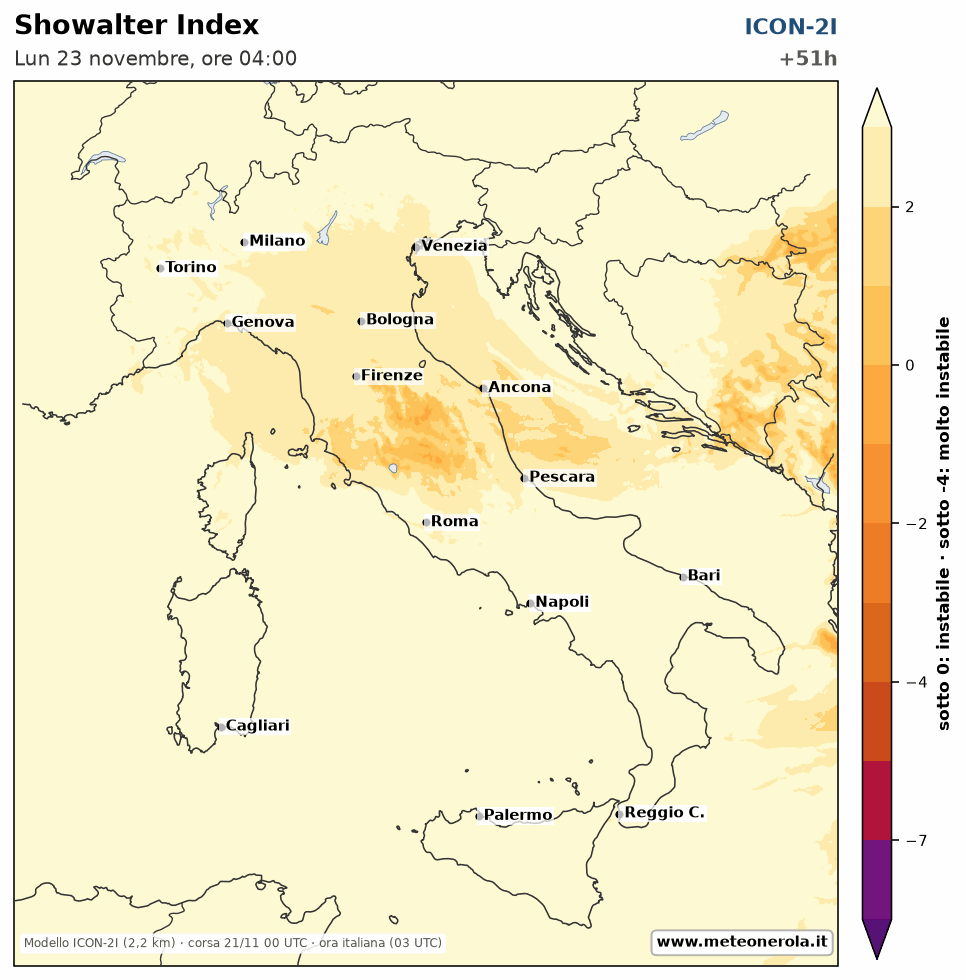 Showalter Index
ICON-2I
Lun 23 novembre, ore 04:00
+51h
Milano
Venezia
Torino
Genova
Bologna
Firenze
Ancona
Pescara
Roma
Bari
Napoli
Cagliari
Palermo
Reggio C.
2
0
−2
−4
−7
sotto 0: instabile · sotto -4: molto instabile
Modello ICON-2I (2,2 km) · corsa 21/11 00 UTC · ora italiana (03 UTC)
www.meteonerola.it